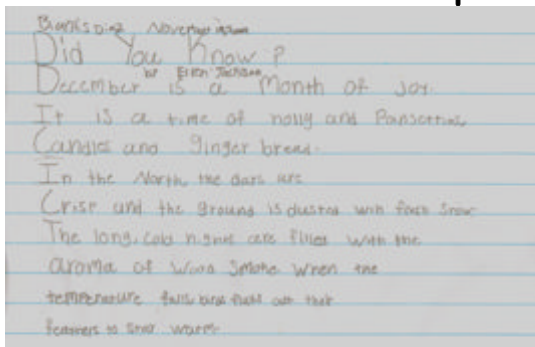 Did You Know?
by Ellen Jackson
December is a Month of Joy.
It is a time of holly and
Candles and ginger bread.
In the North, the days are
Crisp and the ground is dusted with fresh snow
The long, cold nights are filled with the
aroma of wood smoke when the
temperature falls, birds fluff out their
feathers to stay warm.